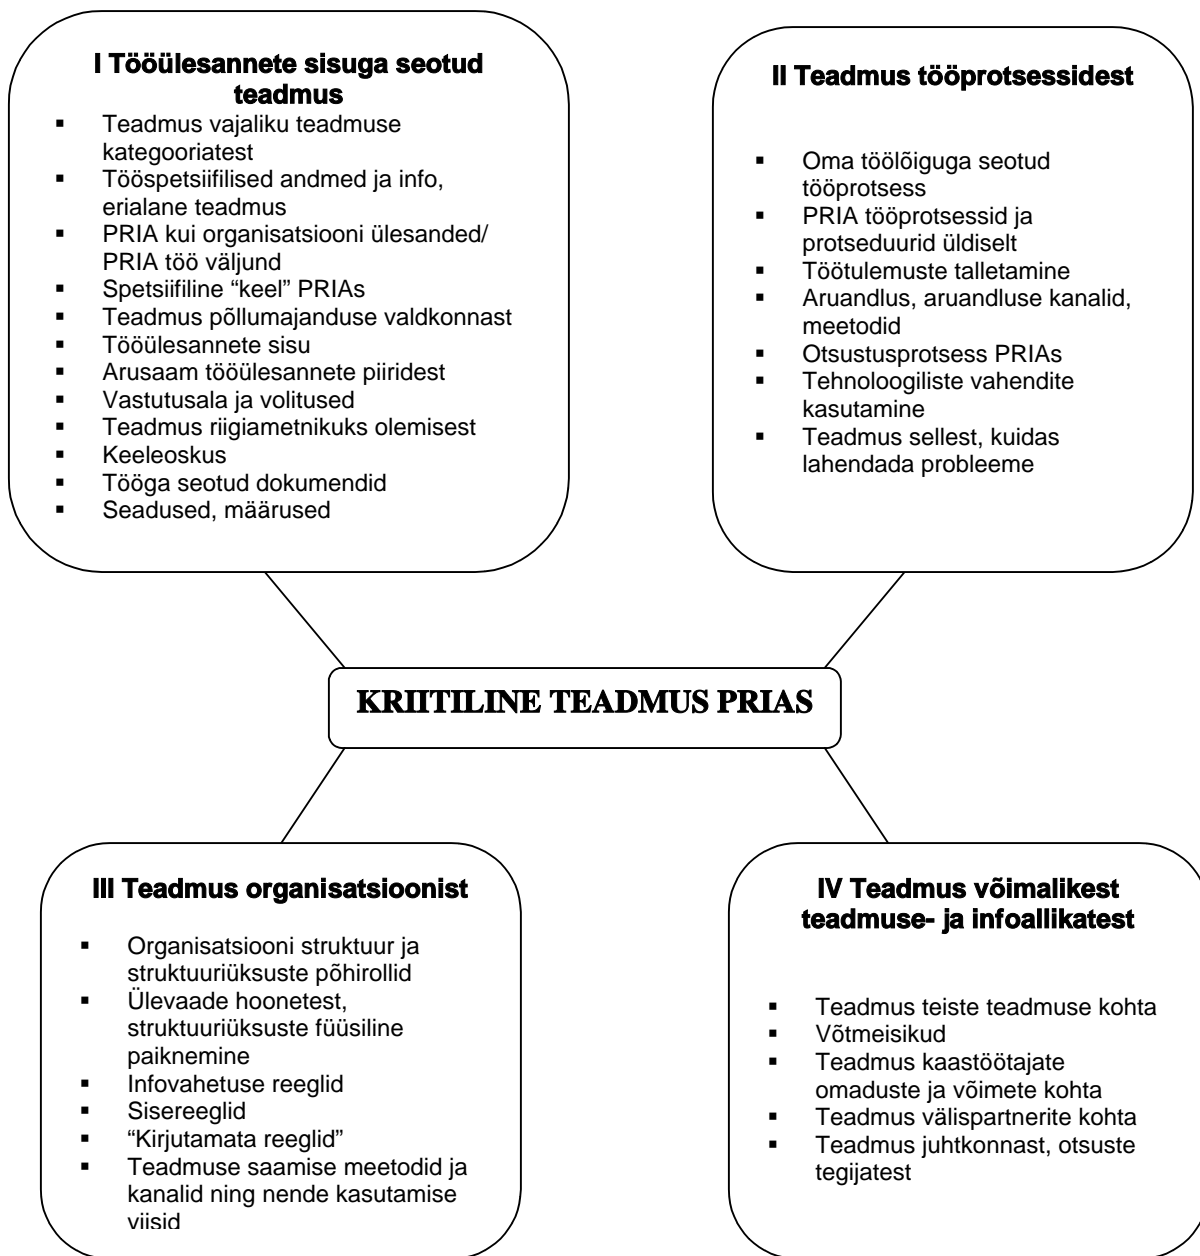 I Tööülesannete sisuga seotud
teadmus
▪ Teadmus vajaliku teadmuse
kategooriatest
▪ Tööspetsiifilised andmed ja info,
erialane teadmus
▪ PRIA kui organisatsiooni ülesanded/
PRIA töö väljund
▪ Spetsiifiline “keel” PRIAs
▪ Teadmus põllumajanduse valdkonnast
▪ Tööülesannete sisu
▪ Arusaam tööülesannete piiridest
▪ Vastutusala ja volitused
▪ Teadmus riigiametnikuks olemisest
▪ Keeleoskus
▪ Tööga seotud dokumendid
▪ Seadused, määrused
II Teadmus tööprotsessidest
▪ Oma töölõiguga seotud
tööprotsess
▪ PRIA tööprotsessid ja
protseduurid üldiselt
▪ Töötulemuste talletamine
▪ Aruandlus, aruandluse kanalid,
meetodid
▪ Otsustusprotsess PRIAs
▪ Tehnoloogiliste vahendite
kasutamine
▪ Teadmus sellest, kuidas
lahendada probleeme
KRIITILINE TEADMUS PRIAS
III Teadmus organisatsioonist
▪ Organisatsiooni struktuur ja
struktuuriüksuste põhirollid
▪ Ülevaade hoonetest,
struktuuriüksuste füüsiline
paiknemine
▪ Infovahetuse reeglid
▪ Sisereeglid
▪ “Kirjutamata reeglid”
▪ Teadmuse saamise meetodid ja
kanalid ning nende kasutamise
viisid
IV Teadmus võimalikest
teadmuse- ja infoallikatest
▪ Teadmus teiste teadmuse kohta
▪ Võtmeisikud
▪ Teadmus kaastöötajate
omaduste ja võimete kohta
▪ Teadmus välispartnerite kohta
▪ Teadmus juhtkonnast, otsuste
tegijatest